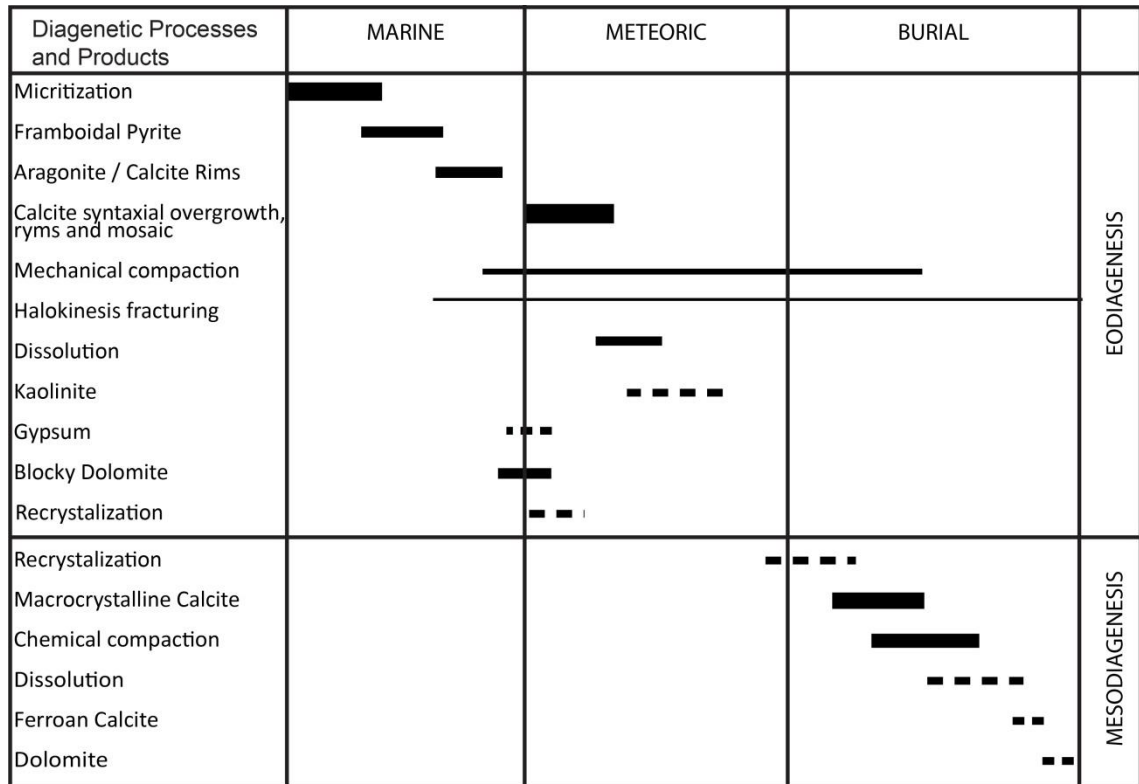 Diagenetic Processes
and Products
MARINE
METEORIC
BURIAL
Micritization
Framboidal Pyrite
Aragonite / Calcite Rims
Calcite syntaxial overgrowth,
ryms and mosaic
Mechanical compaction
Halokinesis fracturing
Dissolution
Kaolinite
Gypsum
Blocky Dolomite
Recrystalization
EODIAGENESIS
Recrystalization
Macrocrystalline Calcite
Chemical compaction
Dissolution
Ferroan Calcite
Dolomite
MESODIAGENESIS